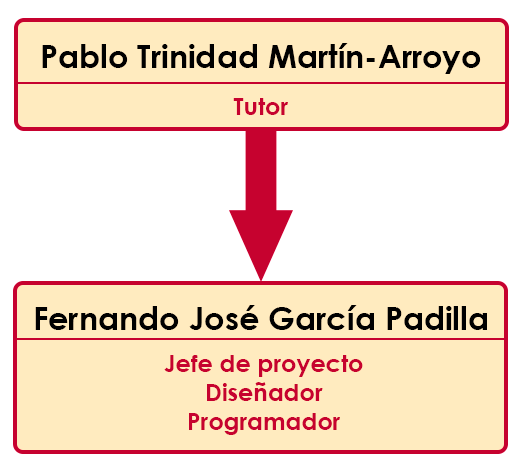 Pablo Trinidad Martín-Arroyo
Tutor
Fernando José García Padilla
Jefe de proyecto
Diseñador
Programador